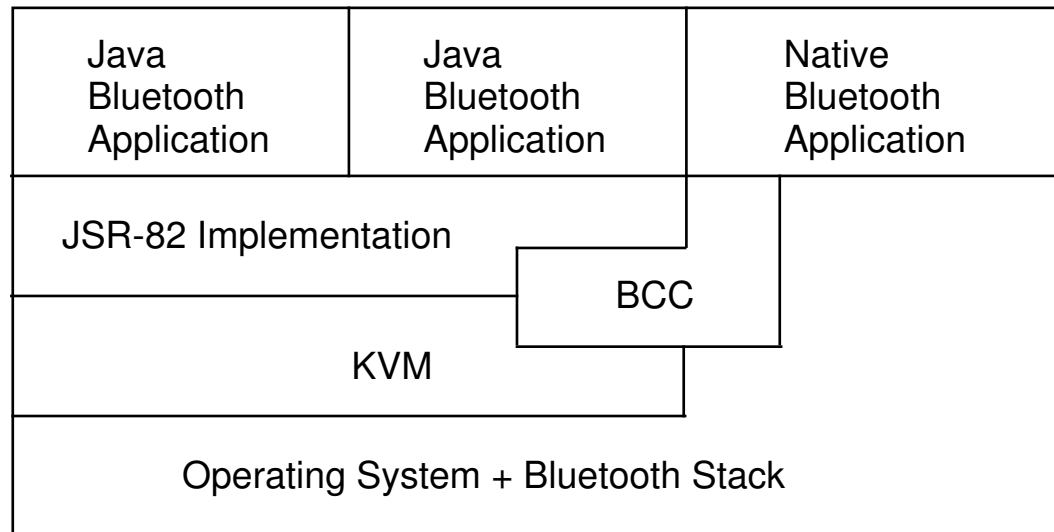 Java
Bluetooth
Application
Java
Bluetooth
Application
Native
Bluetooth
Application
JSR-82 Implementation
BCC
KVM
Operating System + Bluetooth Stack